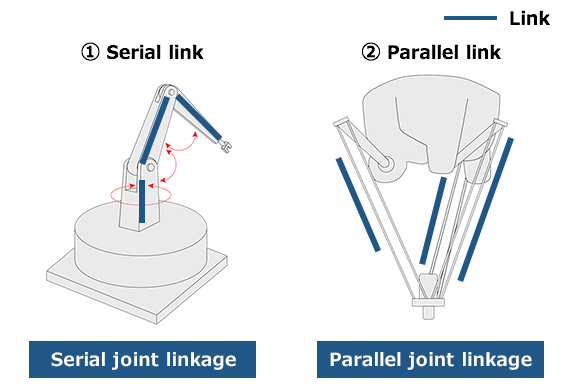 Link
① Serial link
② Parallel link
Serial joint linkage
Parallel joint linkage